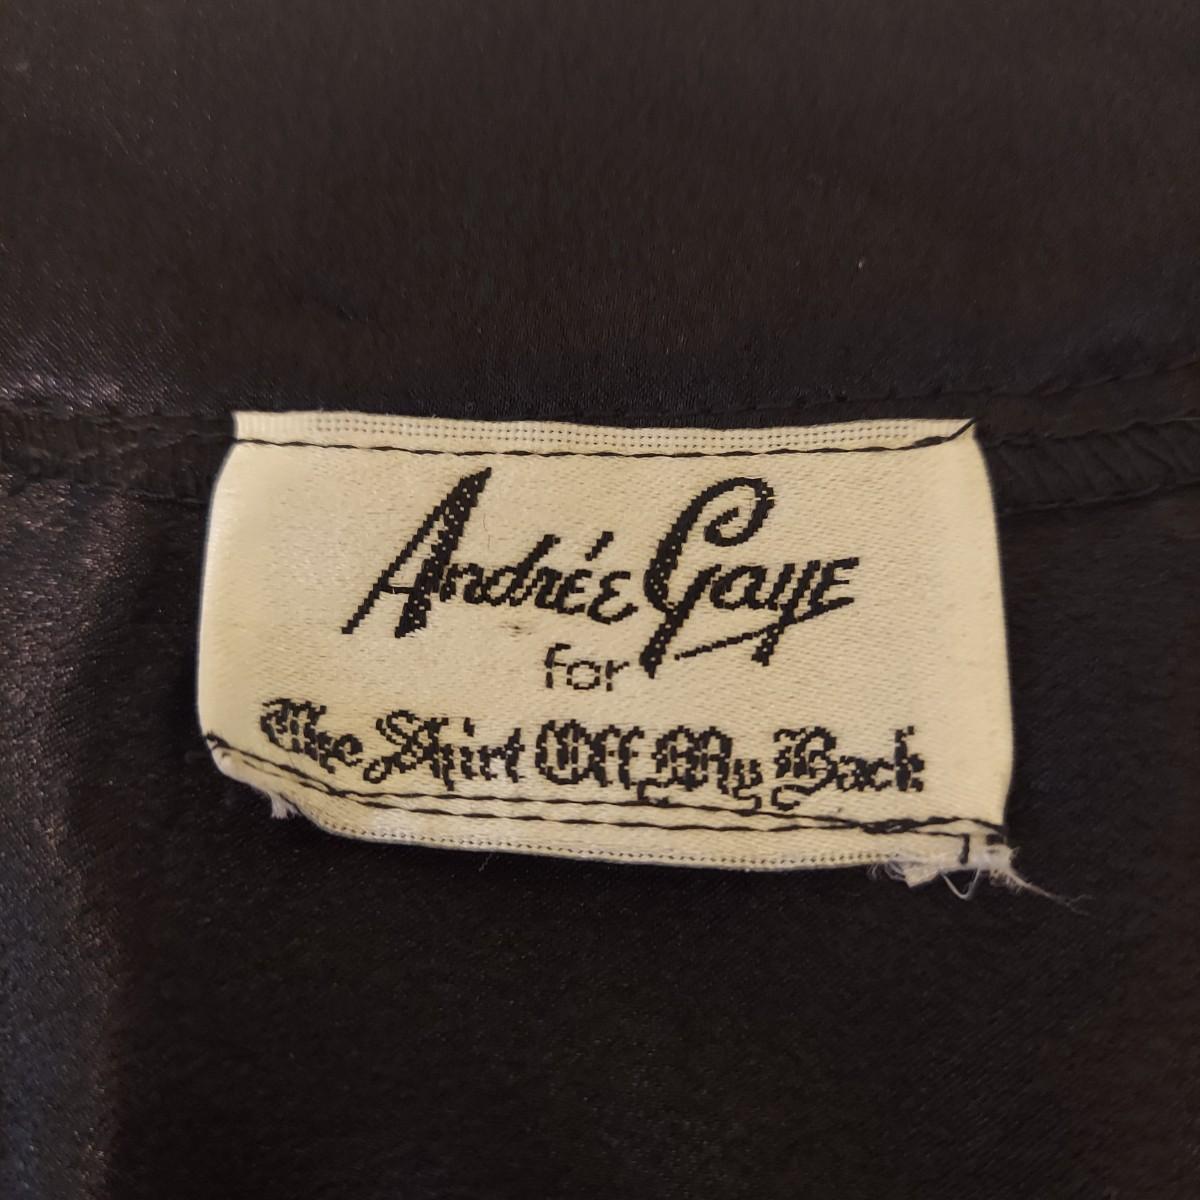 Andrée Gaye
for
The Shirt Off My Back